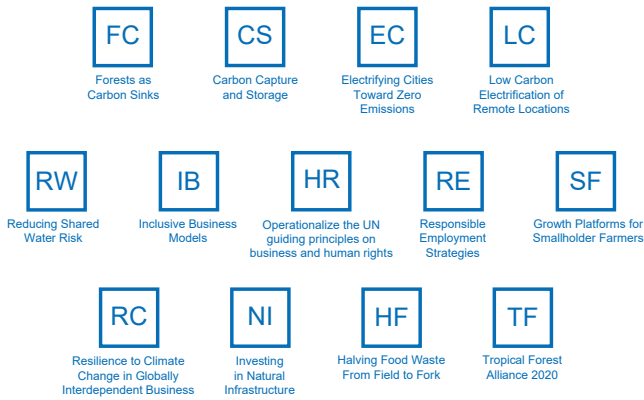 FC
Forests as
Carbon Sinks
CS
Carbon Capture
and Storage
EC
Electrifying Cities
Toward Zero
Emissions
LC
Low Carbon
Electrification of
Remote Locations
RW
Reducing Shared
Water Risk
IB
Inclusive Business
Models
HR
Operationalize the UN
guiding principles on
business and human rights
RE
Responsible
Employment
Strategies
SF
Growth Platforms for
Smallholder Farmers
RC
Resilience to Climate
Change in Globally
Interdependent Business
NI
Investing
in Natural
Infrastructure
HF
Halving Food Waste
From Field to Fork
TF
Tropical Forest
Alliance 2020